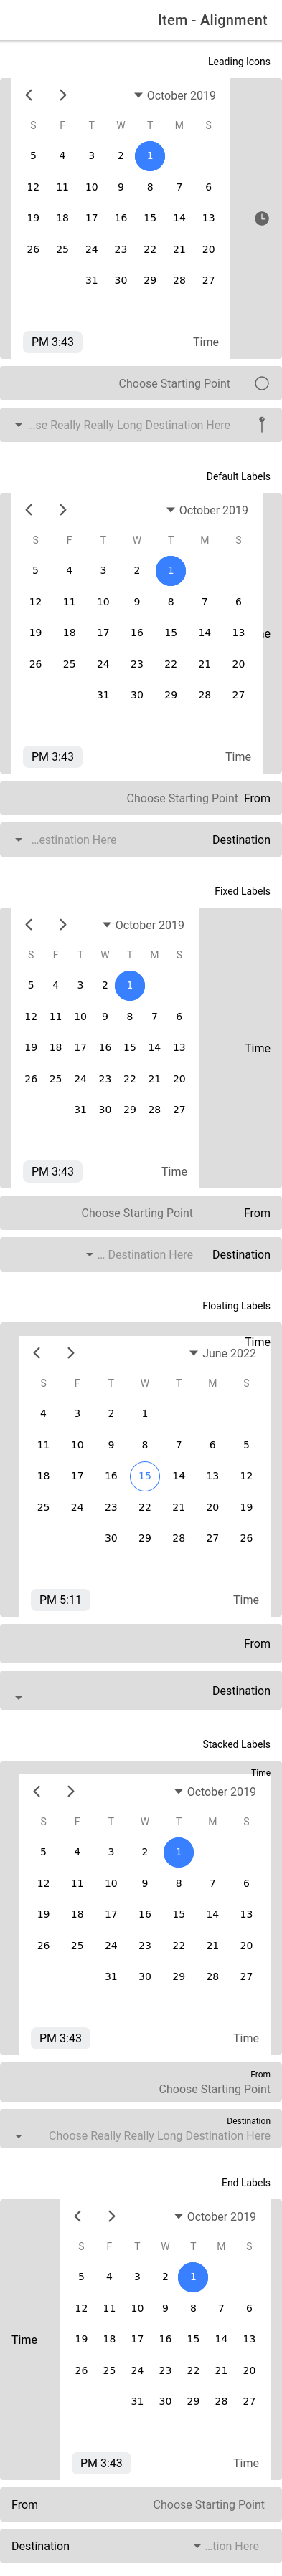 Item - Alignment
Leading Icons
October 2019
S F T W T M S
5 4 3 2 1
12 11 10 9 8 7 6
19 18 17 16 15 14 13
26 25 24 23 22 21 20
31 30 29 28 27
PM 3:43 Time
Choose Starting Point
...se Really Really Long Destination Here
Default Labels
October 2019
S F T W T M S
5 4 3 2 1
12 11 10 9 8 7 6
19 18 17 16 15 14 13
26 25 24 23 22 21 20
31 30 29 28 27
PM 3:43 Time
Choose Starting Point From
...estination Here Destination
Fixed Labels
October 2019
S F T W T M S
5 4 3 2 1
12 11 10 9 8 7 6
19 18 17 16 15 14 13
Time
26 25 24 23 22 21 20
31 30 29 28 27
PM 3:43 Time
Choose Starting Point From
... Destination Here Destination
Floating Labels
Time
June 2022
S F T W T M S
4 3 2 1
11 10 9 8 7 6 5
18 17 16 15 14 13 12
25 24 23 22 21 20 19
30 29 28 27 26
PM 5:11 Time
From
Destination
Stacked Labels
Time
October 2019
S F T W T M S
5 4 3 2 1
12 11 10 9 8 7 6
19 18 17 16 15 14 13
26 25 24 23 22 21 20
31 30 29 28 27
PM 3:43 Time
From
Choose Starting Point
Destination
Choose Really Really Long Destination Here
End Labels
October 2019
S F T W T M S
5 4 3 2 1
12 11 10 9 8 7 6
Time 19 18 17 16 15 14 13
26 25 24 23 22 21 20
31 30 29 28 27
PM 3:43 Time
From Choose Starting Point
Destination ...tion Here